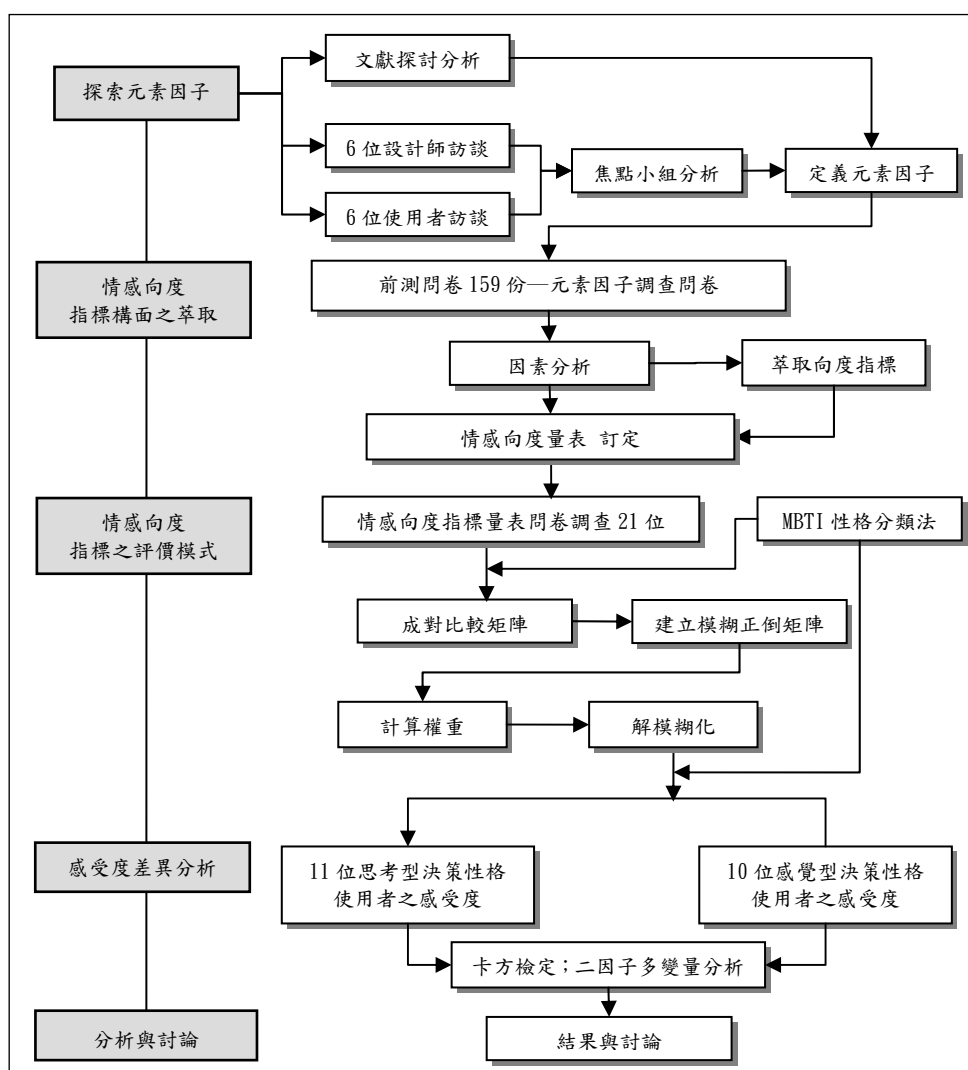 文獻探討分析
探索元素因子
6 位設計師訪談
焦點小組分析
定義元素因子
6 位使用者訪談
情感向度
指標構面之萃取
前測問卷 159 份—元素因子調查問卷
因素分析
萃取向度指標
情感向度量表 訂定
情感向度
指標之評價模式
情感向度指標量表問卷調查 21 位
MBTI 性格分類法
成對比較矩陣
建立模糊正倒矩陣
計算權重
解模糊化
感受度差異分析
11 位思考型決策性格
使用者之感受度
10 位感覺型決策性格
使用者之感受度
卡方檢定；二因子多變量分析
分析與討論
結果與討論